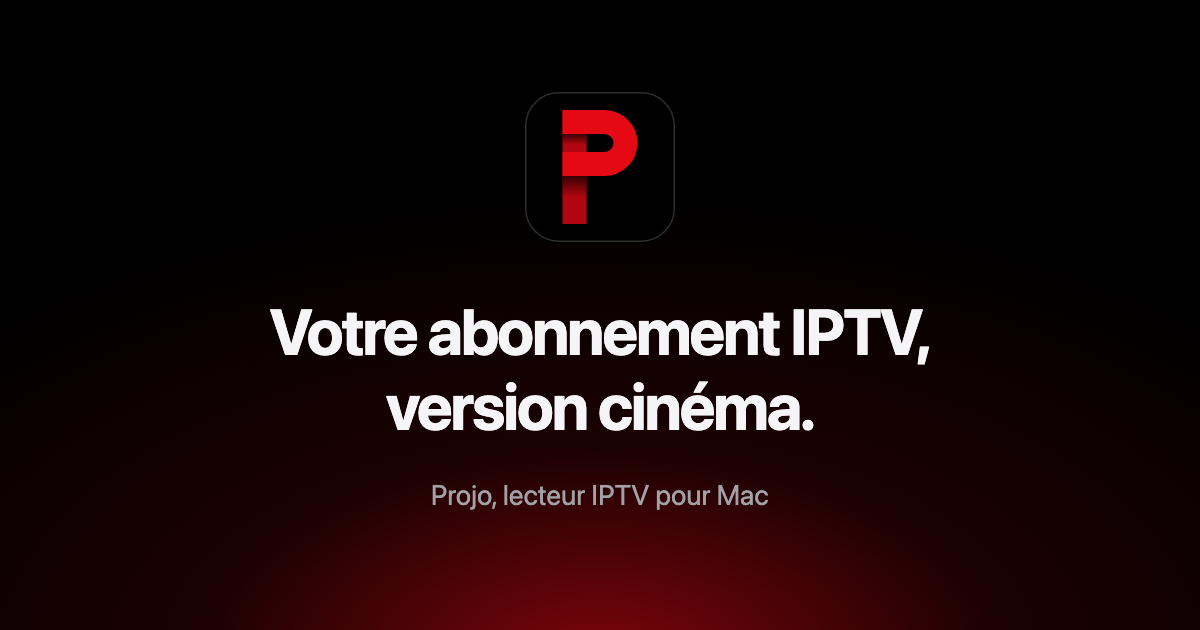 P
Votre abonnement IPTV,
version cinéma.
Projo, lecteur IPTV pour Mac